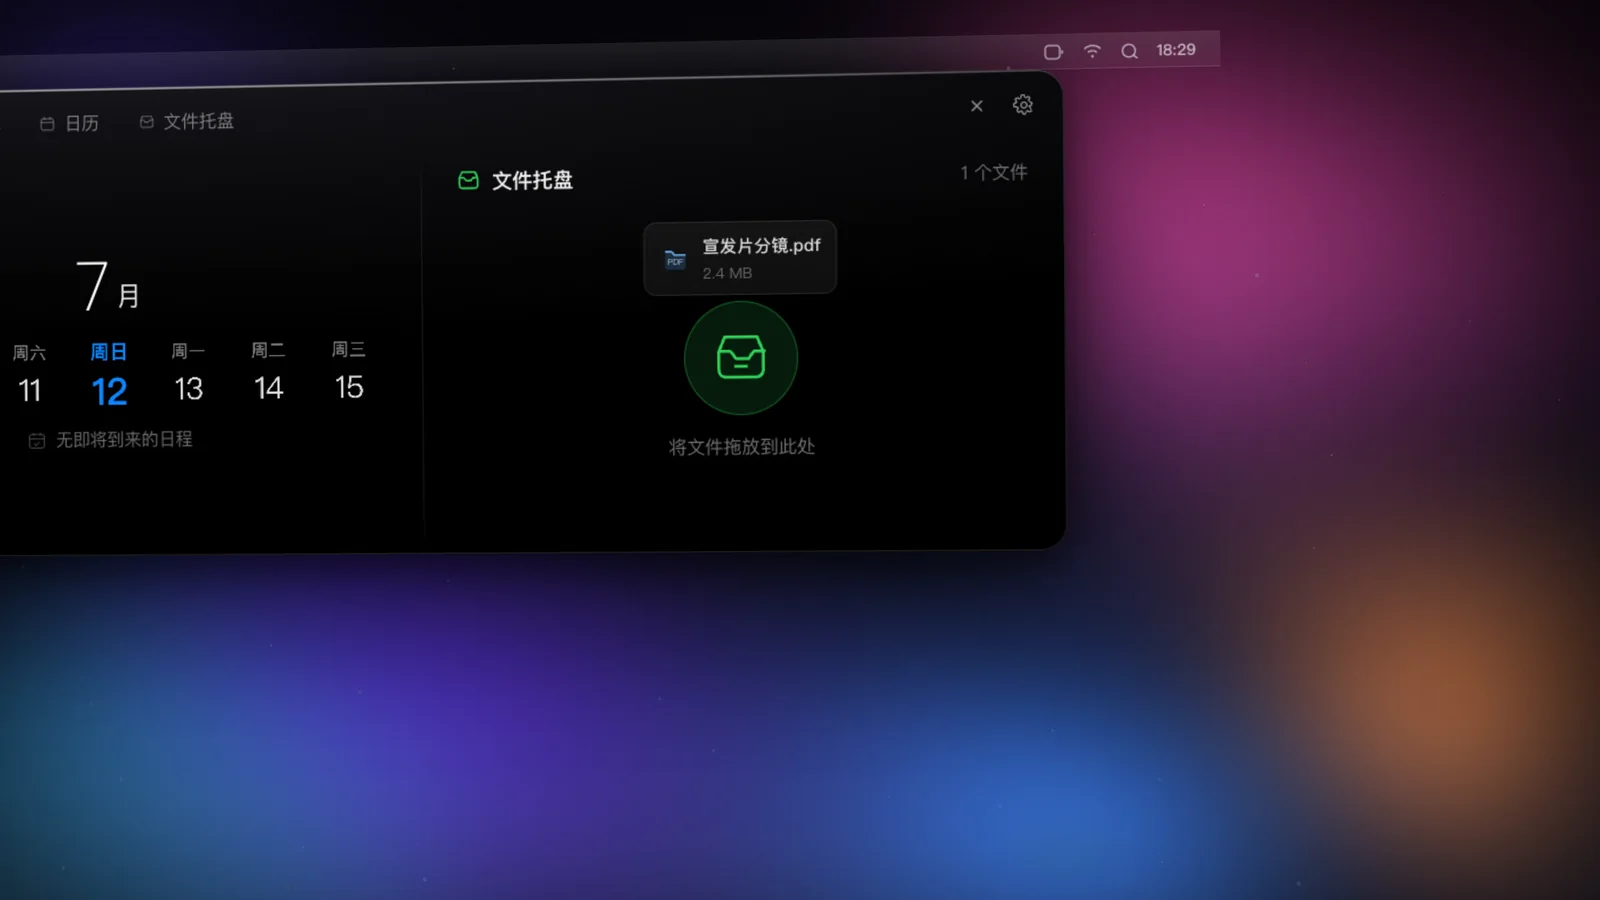 18:29
日历
文件托盘
文件托盘
1 个文件
宣发片分镜.pdf
PDF
2.4 MB
7月
周六 周日 周一 周二 周三
11 12 13 14 15
无即将到来的日程
将文件拖放到此处